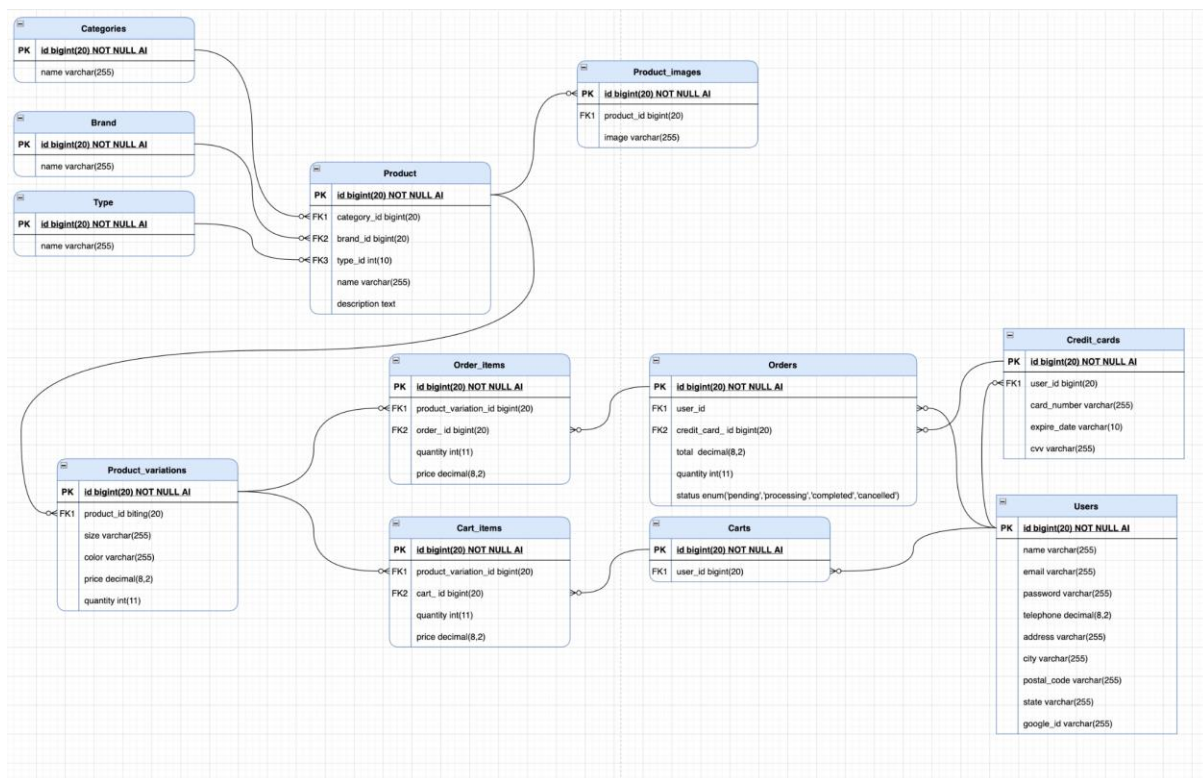 Categories
PK id bigint(20) NOT NULL AI
name varchar(255)
Brand
PK id bigint(20) NOT NULL AI
name varchar(255)
Type
PK id bigint(20) NOT NULL AI
name varchar(255)
Product
PK id bigint(20) NOT NULL AI
FK1 category_id bigint(20)
FK2 brand_id bigint(20)
FK3 type_id int(10)
name varchar(255)
description text
Product_images
PK id bigint(20) NOT NULL AI
FK1 product_id bigint(20)
image varchar(255)
Product_variations
PK id bigint(20) NOT NULL AI
FK1 product_id biting(20)
size varchar(255)
color varchar(255)
price decimal(8,2)
quantity int(11)
Order_items
PK id bigint(20) NOT NULL AI
FK1 product_variation_id bigint(20)
FK2 order_ id bigint(20)
quantity int(11)
price decimal(8,2)
Cart_items
PK id bigint(20) NOT NULL AI
FK1 product_variation_id bigint(20)
FK2 cart_ id bigint(20)
quantity int(11)
price decimal(8,2)
Orders
PK id bigint(20) NOT NULL AI
FK1 user_id
FK2 credit_card_ id bigint(20)
total decimal(8,2)
quantity int(11)
status enum('pending','processing','completed','cancelled')
Carts
PK id bigint(20) NOT NULL AI
FK1 user_id bigint(20)
Credit_cards
PK id bigint(20) NOT NULL AI
FK1 user_id bigint(20)
card_number varchar(255)
expire_date varchar(10)
cvv varchar(255)
Users
PK id bigint(20) NOT NULL AI
name varchar(255)
email varchar(255)
password varchar(255)
telephone decimal(8,2)
address varchar(255)
city varchar(255)
postal_code varchar(255)
state varchar(255)
google_id varchar(255)